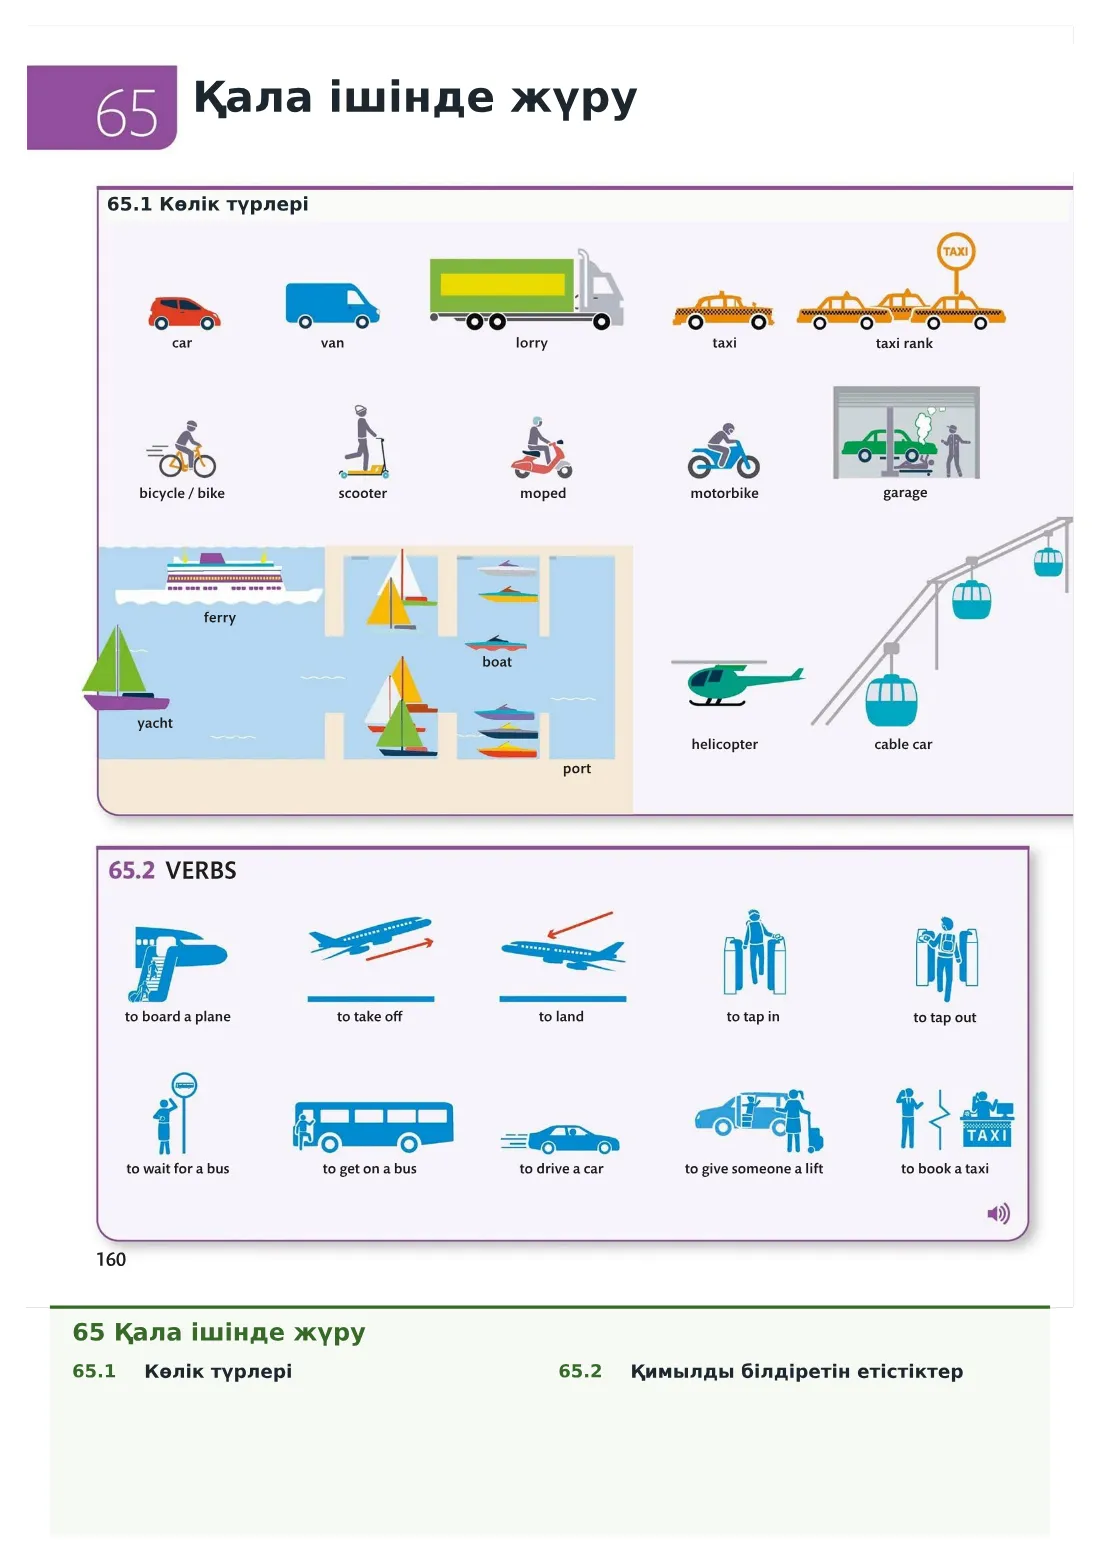 65 Қала ішінде жүру
65.1 Көлік түрлері
TAXI
car van lorry taxi taxi rank
bicycle / bike scooter moped motorbike garage
ferry
boat
yacht
helicopter cable car
port
65.2 VERBS
to board a plane to take off to land to tap in to tap out
TAXI
to wait for a bus to get on a bus to drive a car to give someone a lift to book a taxi
160
65 Қала ішінде жүру
65.1 Көлік түрлері 65.2 Қимылды білдіретін етістіктер